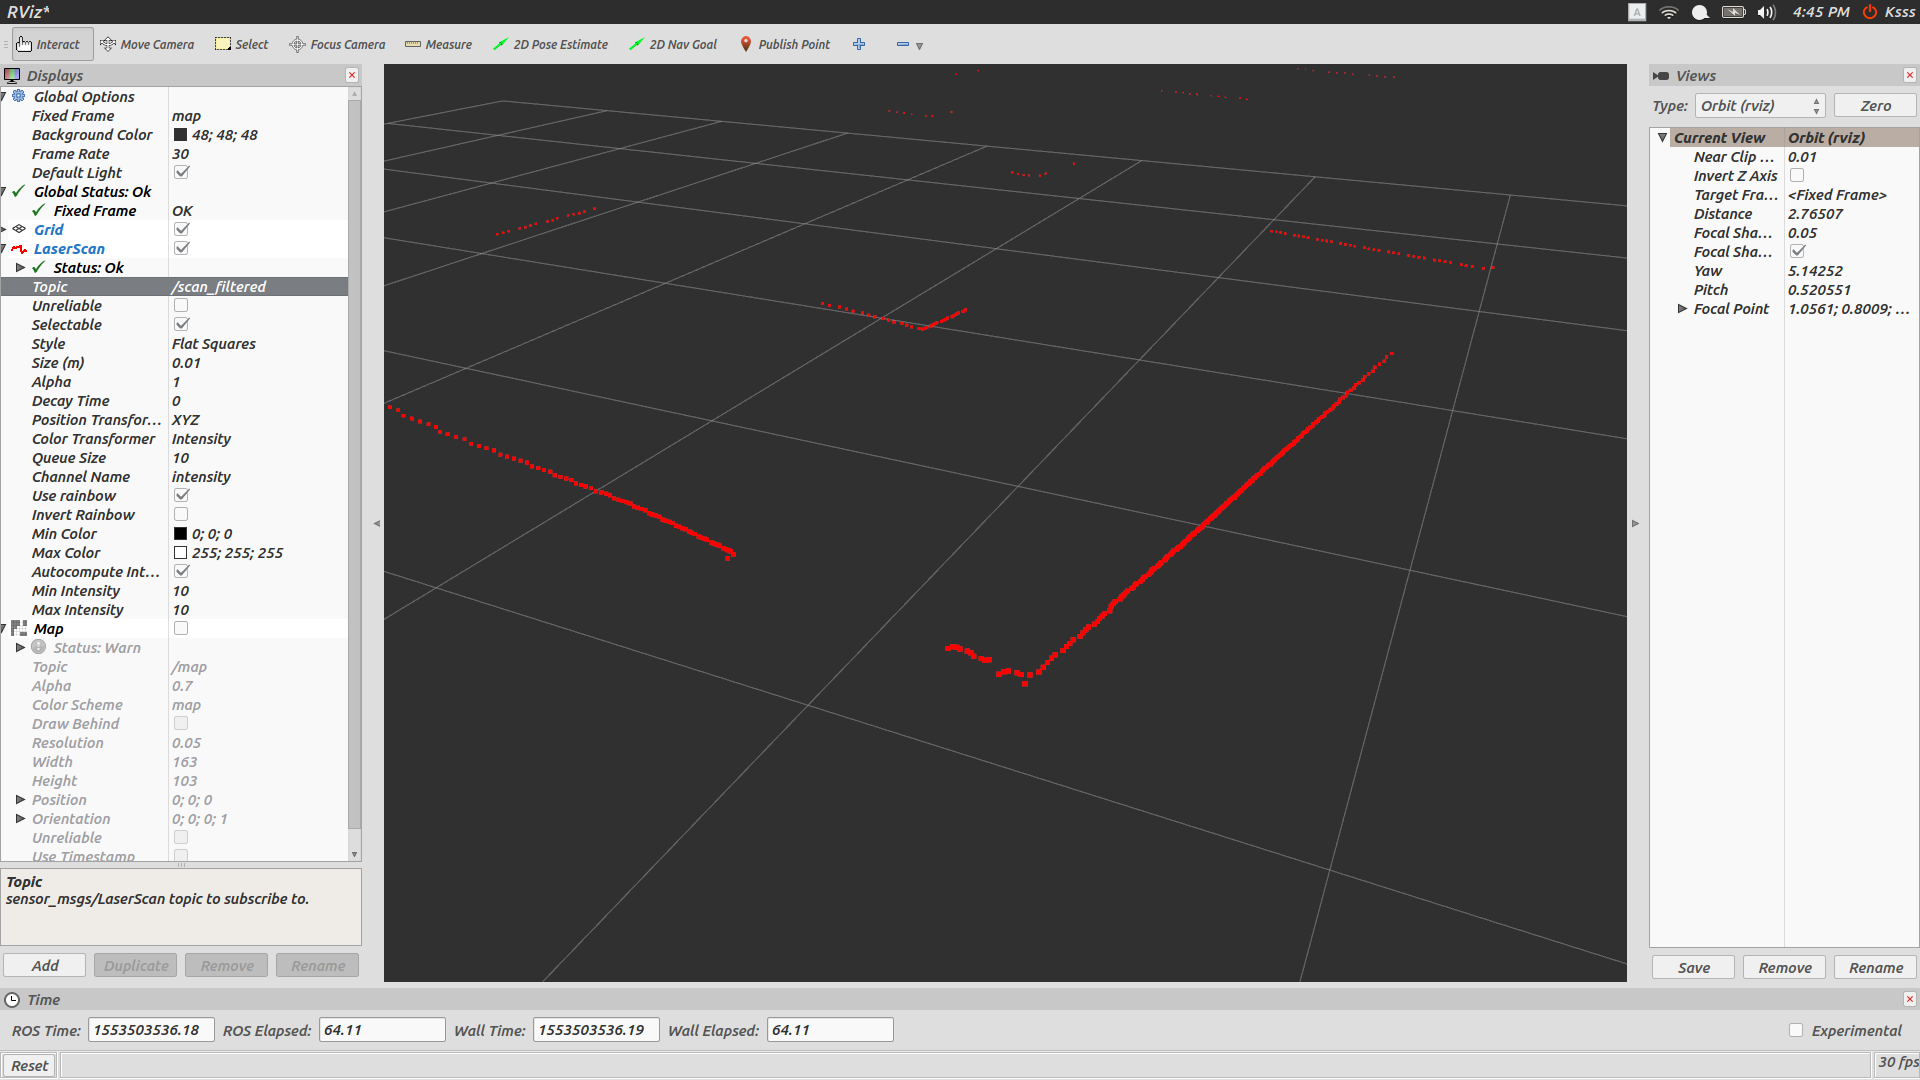 RViz*
A
4:45 PM
Ksss
Interact
Move Camera
Select
Focus Camera
Measure
2D Pose Estimate
2D Nav Goal
Publish Point
Displays
Global Options
Fixed Frame map
Background Color 48; 48; 48
Frame Rate 30
Default Light
Global Status: Ok
Fixed Frame OK
Grid
LaserScan
Status: Ok
Topic /scan_filtered
Unreliable
Selectable
Style Flat Squares
Size (m) 0.01
Alpha 1
Decay Time 0
Position Transfor... XYZ
Color Transformer Intensity
Queue Size 10
Channel Name intensity
Use rainbow
Invert Rainbow
Min Color 0; 0; 0
Max Color 255; 255; 255
Autocompute Int...
Min Intensity 10
Max Intensity 10
Map
Status: Warn
Topic /map
Alpha 0.7
Color Scheme map
Draw Behind
Resolution 0.05
Width 163
Height 103
Position 0; 0; 0
Orientation 0; 0; 0; 1
Unreliable
Use Timestamp
Topic
sensor_msgs/LaserScan topic to subscribe to.
Add Duplicate Remove Rename
Views
Type: Orbit (rviz) Zero
Current View Orbit (rviz)
Near Clip ... 0.01
Invert Z Axis
Target Fra... <Fixed Frame>
Distance 2.76507
Focal Sha... 0.05
Focal Sha...
Yaw 5.14252
Pitch 0.520551
Focal Point 1.0561; 0.8009; ...
Save Remove Rename
Time
ROS Time: 1553503536.18 ROS Elapsed: 64.11 Wall Time: 1553503536.19 Wall Elapsed: 64.11 Experimental
Reset 30 fps